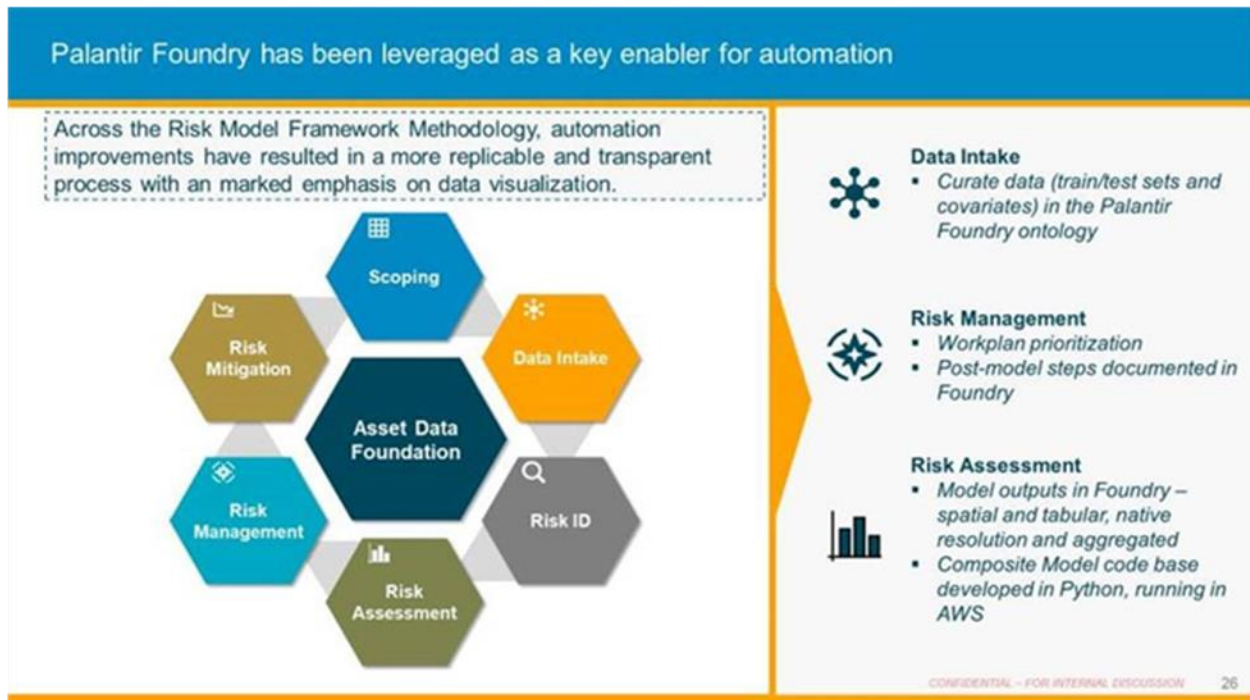 Palantir Foundry has been leveraged as a key enabler for automation
Across the Risk Model Framework Methodology, automation
improvements have resulted in a more replicable and transparent
process with an marked emphasis on data visualization.
Scoping
Data Intake
Risk ID
Risk
Assessment
Risk
Management
Risk
Mitigation
Asset Data
Foundation
Data Intake
▪ Curate data (train/test sets and
covariates) in the Palantir
Foundry ontology
Risk Management
▪ Workplan prioritization
▪ Post-model steps documented in
Foundry
Risk Assessment
▪ Model outputs in Foundry –
spatial and tabular, native
resolution and aggregated
▪ Composite Model code base
developed in Python, running in
AWS
CONFIDENTIAL – FOR INTERNAL DISCUSSION
26